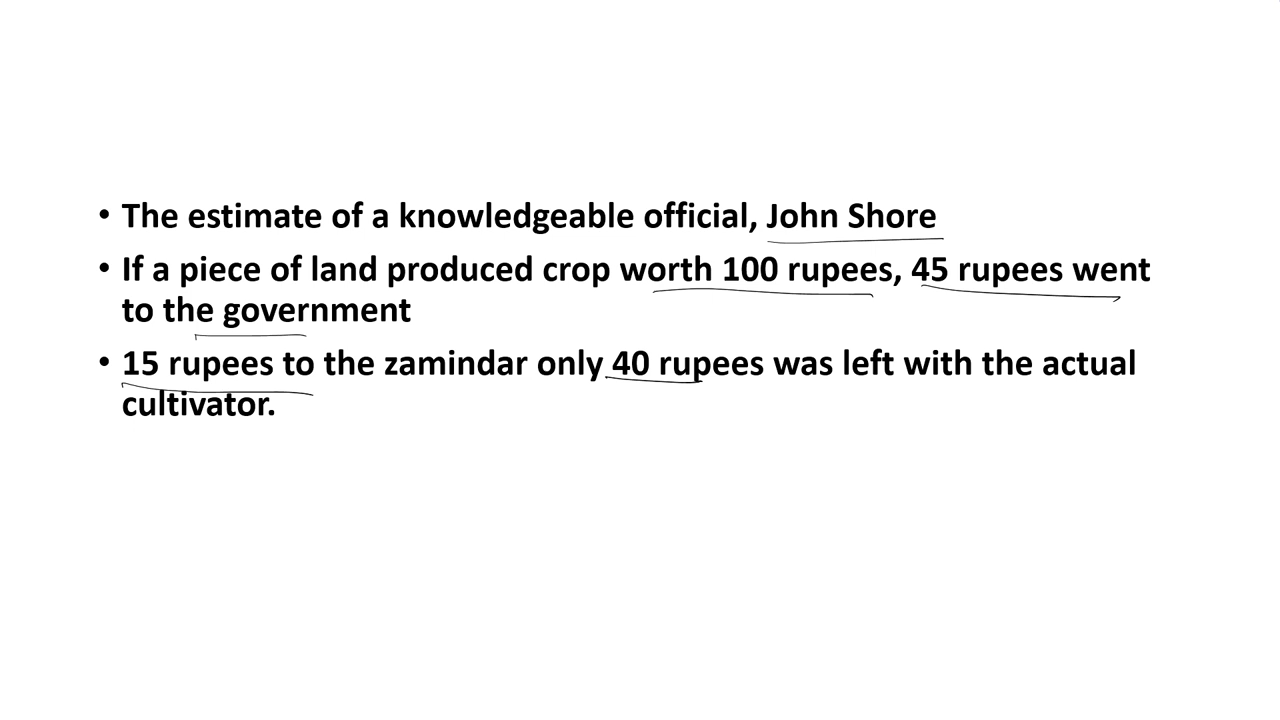 • The estimate of a knowledgeable official, John Shore
• If a piece of land produced crop worth 100 rupees, 45 rupees went
to the government
• 15 rupees to the zamindar only 40 rupees was left with the actual
cultivator.